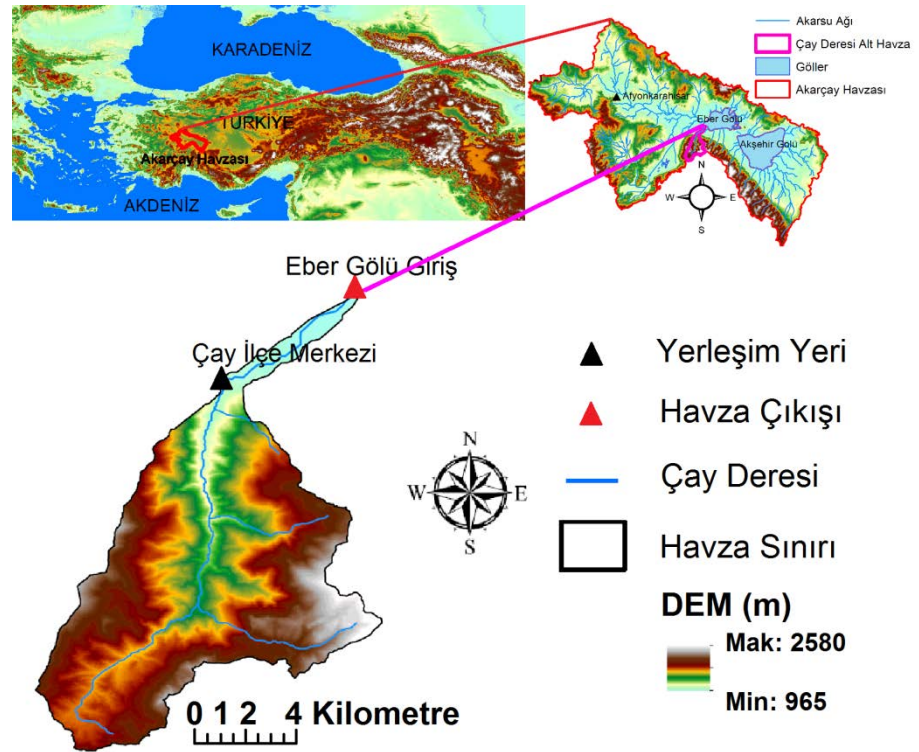 KARADENİZ
TÜRKİYE
Akarçay Havzası
AKDENİZ
Akarsu Ağı
Çay Deresi Alt Havza
Göller
Akarçay Havzası
Afyonkarahisar
Eber Gölü
Akşehir Gölü
N
W E
S
Eber Gölü Giriş
Çay İlçe Merkezi
Yerleşim Yeri
Havza Çıkışı
Çay Deresi
Havza Sınırı
N
W E
S
DEM (m)
Mak: 2580
Min: 965
0 1 2 4 Kilometre